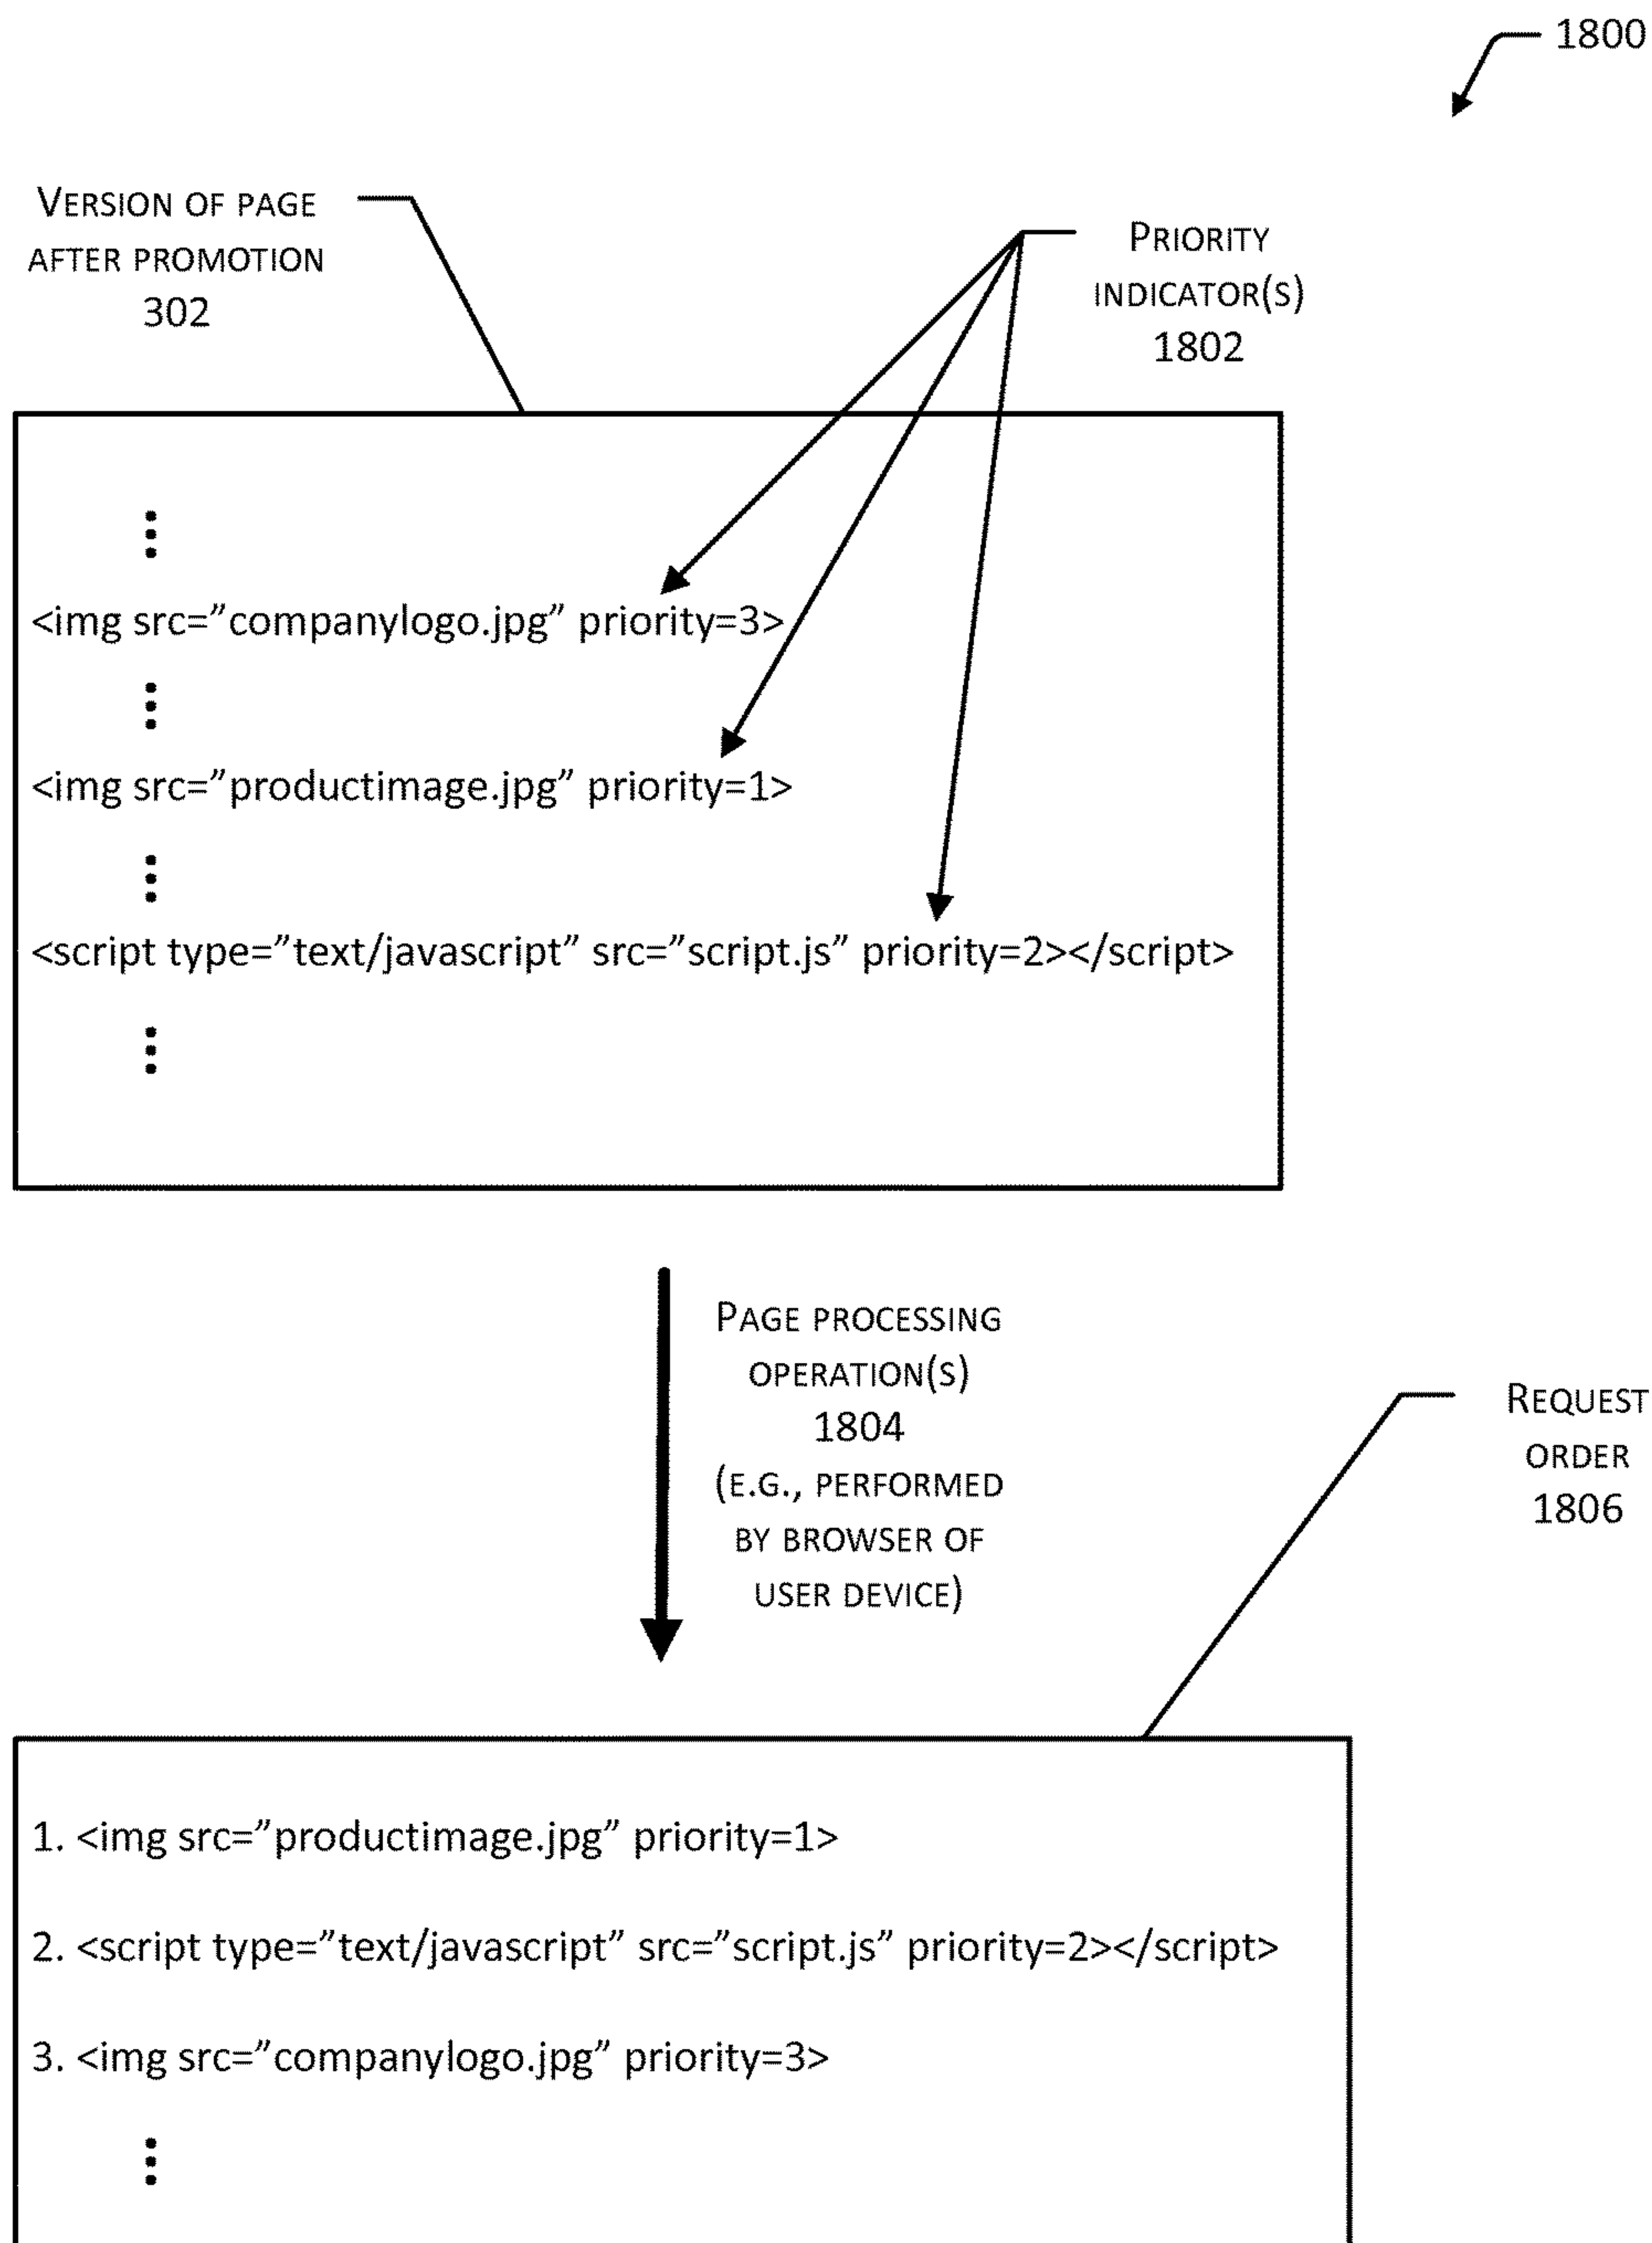 1800
VERSION OF PAGE
AFTER PROMOTION
302
PRIORITY
INDICATOR(S)
1802
<img src=”companylogo.jpg” priority=3>
<img src=”productimage.jpg” priority=1>
<script type=”text/javascript” src=”script.js” priority=2></script>
PAGE PROCESSING
OPERATION(S)
1804
(E.G., PERFORMED
BY BROWSER OF
USER DEVICE)
REQUEST
ORDER
1806
1. <img src=”productimage.jpg” priority=1>
2. <script type=”text/javascript” src=”script.js” priority=2></script>
3. <img src=”companylogo.jpg” priority=3>